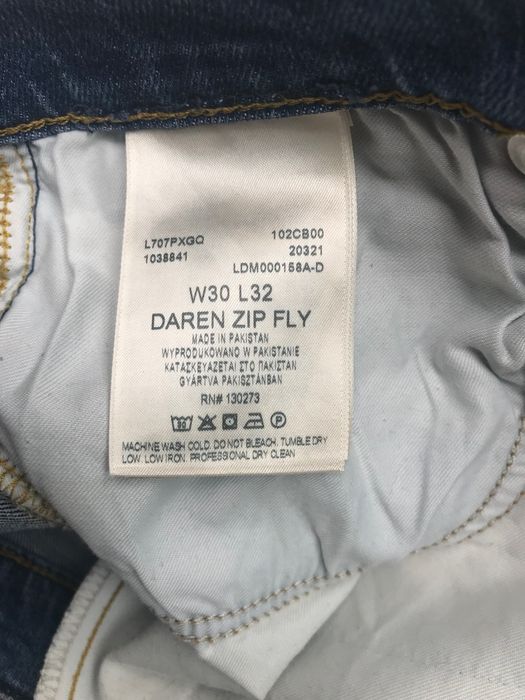 L707PXGQ 102CB00
1038841 20321
LDM000158A-D
W30 L32
DAREN ZIP FLY
MADE IN PAKISTAN
WYPRODUKOWANO W PAKISTANIE
ΚΑΤΑΣΚΕΥΑΖΕΤΑΙ ΣΤΟ ΠΑΚΙΣΤΑΝ
GYÁRTVA PAKISZTÁNBAN
RN# 130273
30 P
MACHINE WASH COLD. DO NOT BLEACH. TUMBLE DRY
LOW. LOW IRON. PROFESSIONAL DRY CLEAN